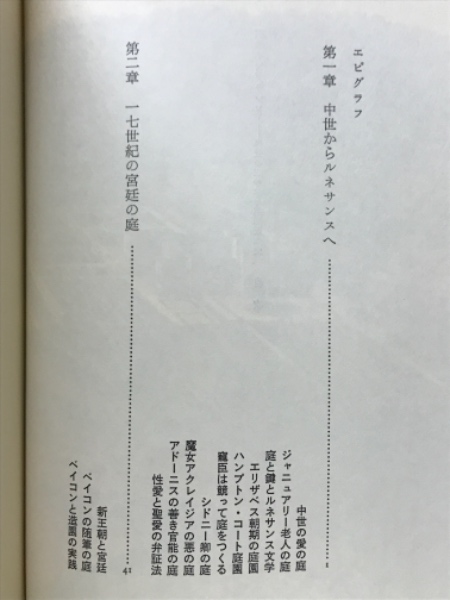 エピグラフ
第一章 中世からルネサンスへ……………………1
中世の愛の庭
ジャニュアリー老人の庭
庭と鍵とルネサンス文学
エリザベス朝期の庭園
ハンプトン・コート庭園
寵臣は競って庭をつくる
シドニー卿の庭
魔女アクレイジアの悪の庭
アドーニスの善き官能の庭
性愛と聖愛の弁証法
第二章 一七世紀の宮廷の庭……………………41
新王朝と宮廷
ベイコンの随筆の庭
ベイコンと造園の実践